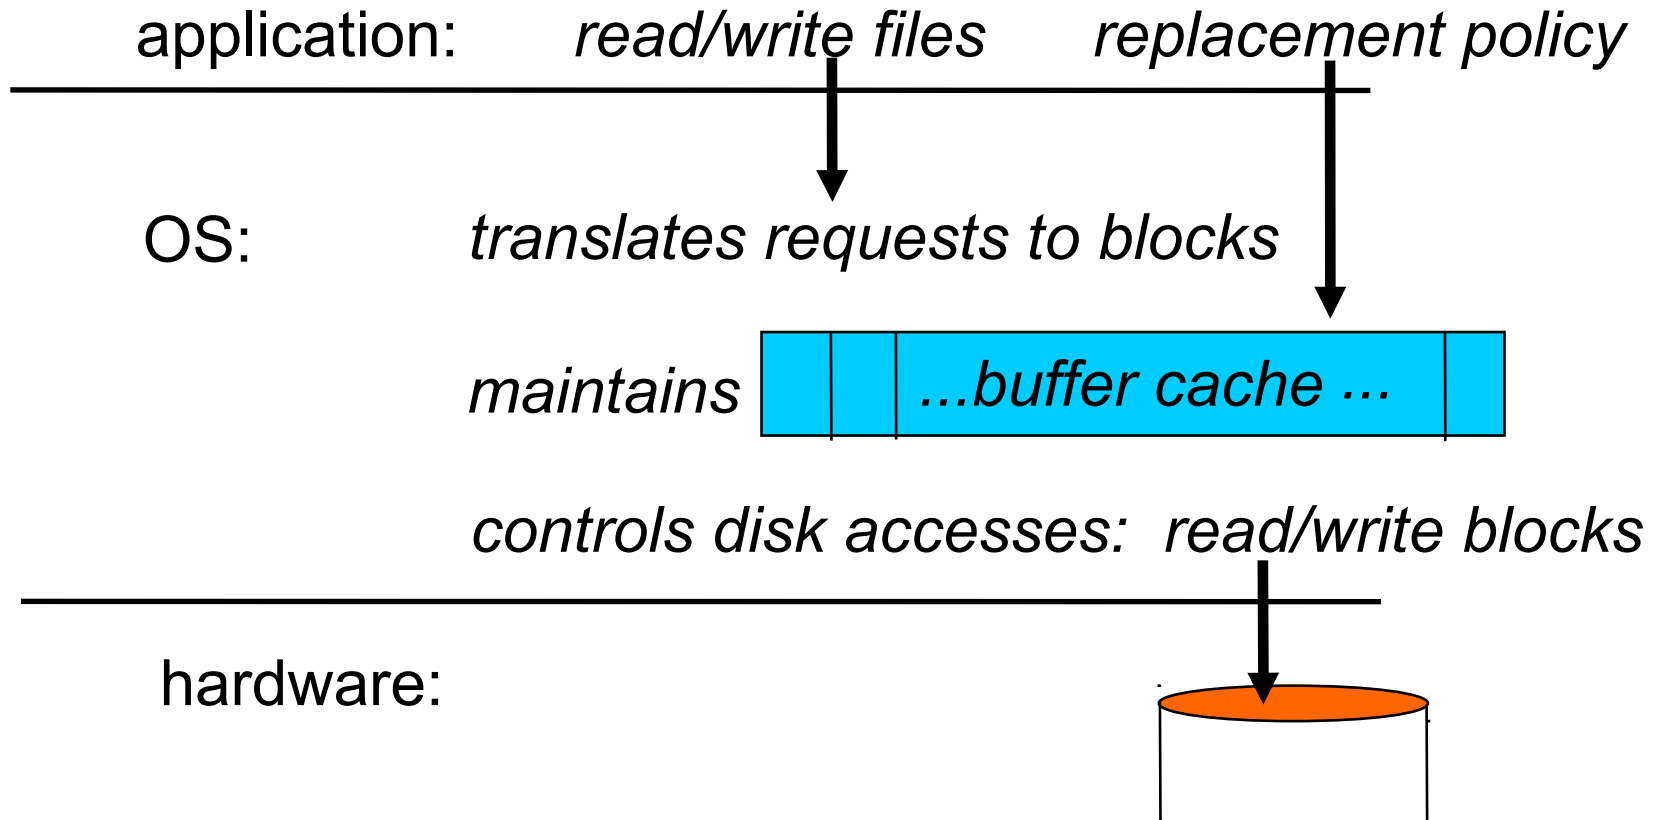 application: read/write files replacement policy
OS: translates requests to blocks
maintains ...buffer cache ...
controls disk accesses: read/write blocks
hardware: